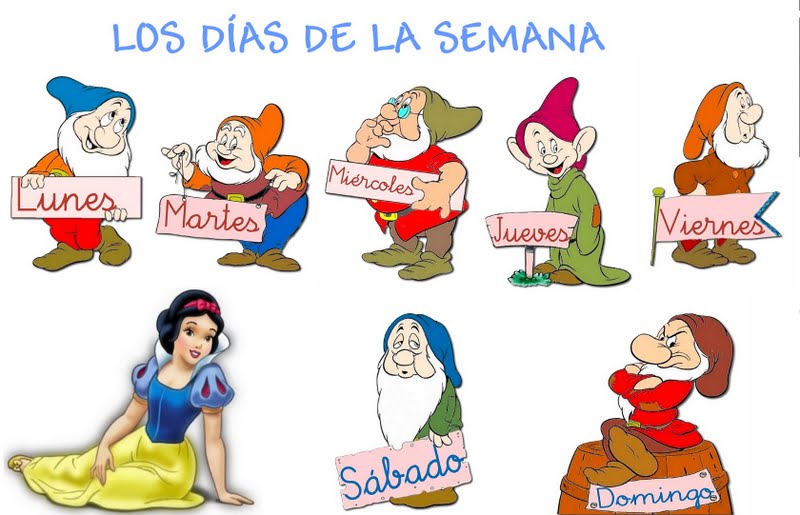 LOS DÍAS DE LA SEMANA
Lunes
Martes
Miércoles
Jueves
Viernes
Sábado
Domingo